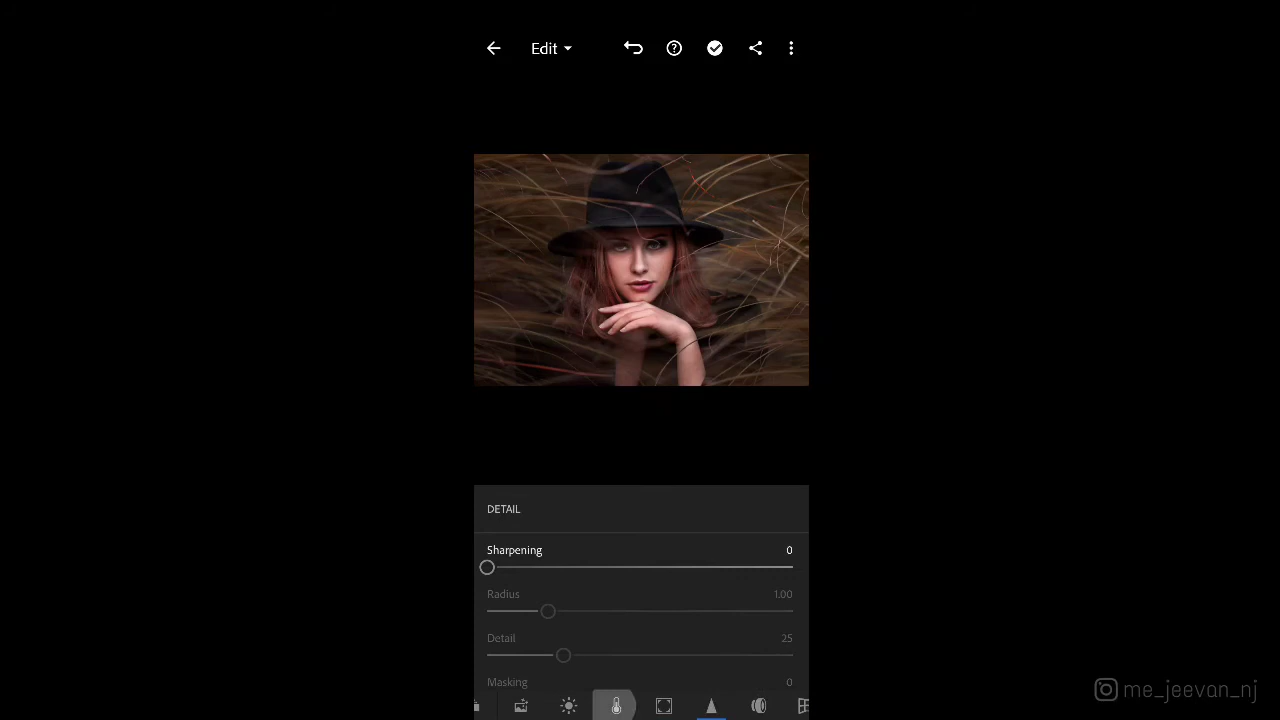 Edit
DETAIL
Sharpening 0
Radius 1.00
Detail 25
Masking 0
me_jeevan_nj